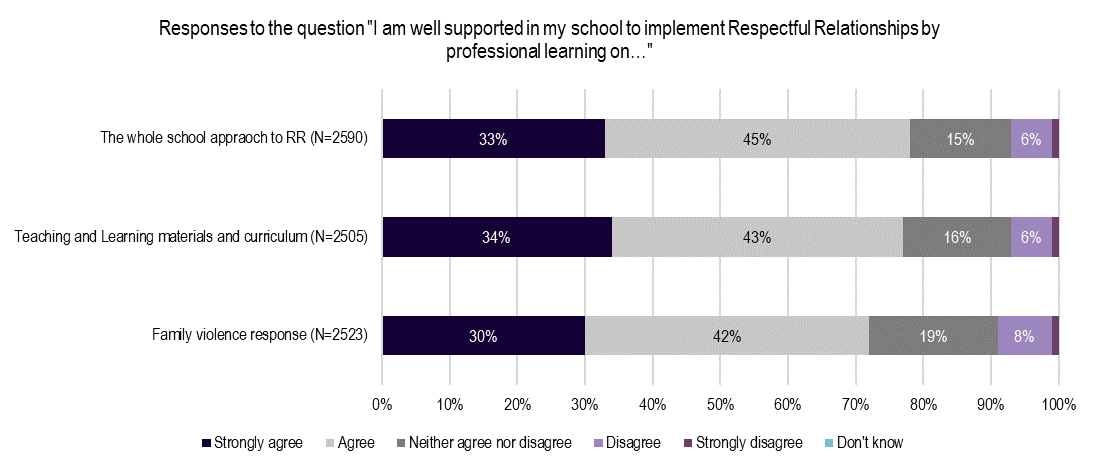 Responses to the question "I am well supported in my school to implement Respectful Relationships by
professional learning on…"
The whole school appraoch to RR (N=2590)
33% 45% 15% 6%
Teaching and Learning materials and curriculum (N=2505)
34% 43% 16% 6%
Family violence response (N=2523)
30% 42% 19% 8%
0% 10% 20% 30% 40% 50% 60% 70% 80% 90% 100%
Strongly agree Agree Neither agree nor disagree Disagree Strongly disagree Don't know